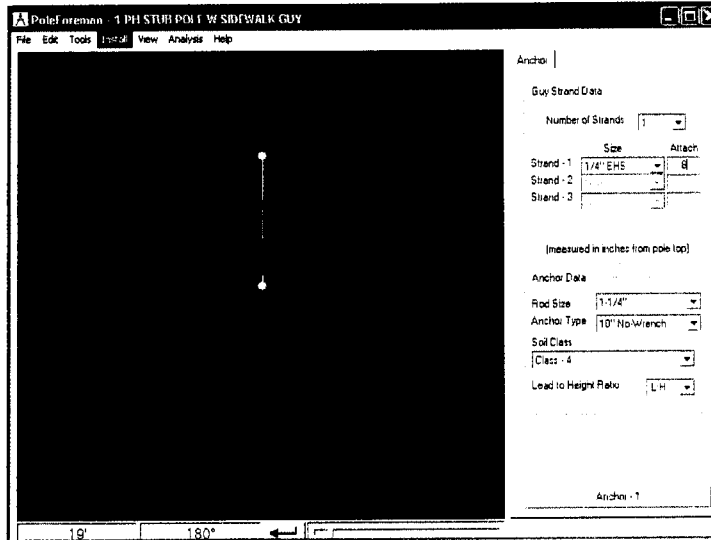 PoleForeman - 1 PH STUB POLE W SIDEWALK GUY
File Edit Tools Install View Analysis Help
Anchor
Guy Strand Data
Number of Strands 1
Size Attach
Strand - 1 1/4" EHS 8
Strand - 2
Strand - 3
(measured in inches from pole top)
Anchor Data
Rod Size 1-1/4"
Anchor Type 10" No-Wrench
Soil Class
Class - 4
Lead to Height Ratio L:H
Anchor - 1
19' 180°